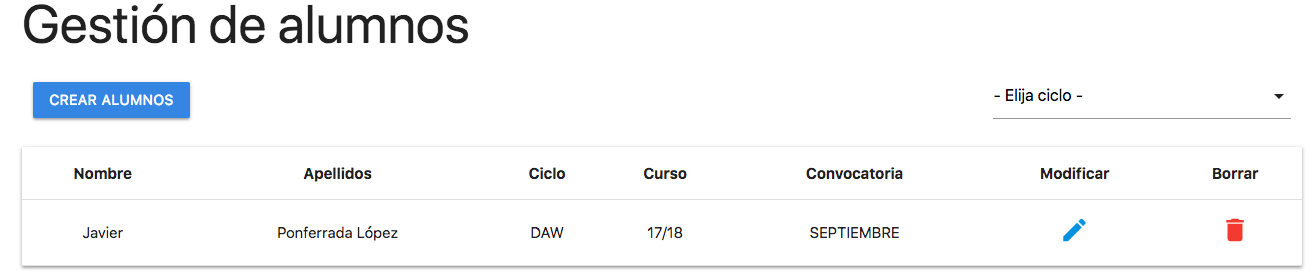 Gestión de alumnos
CREAR ALUMNOS
- Elija ciclo -
Nombre Apellidos Ciclo Curso Convocatoria Modificar Borrar
Javier Ponferrada López DAW 17/18 SEPTIEMBRE